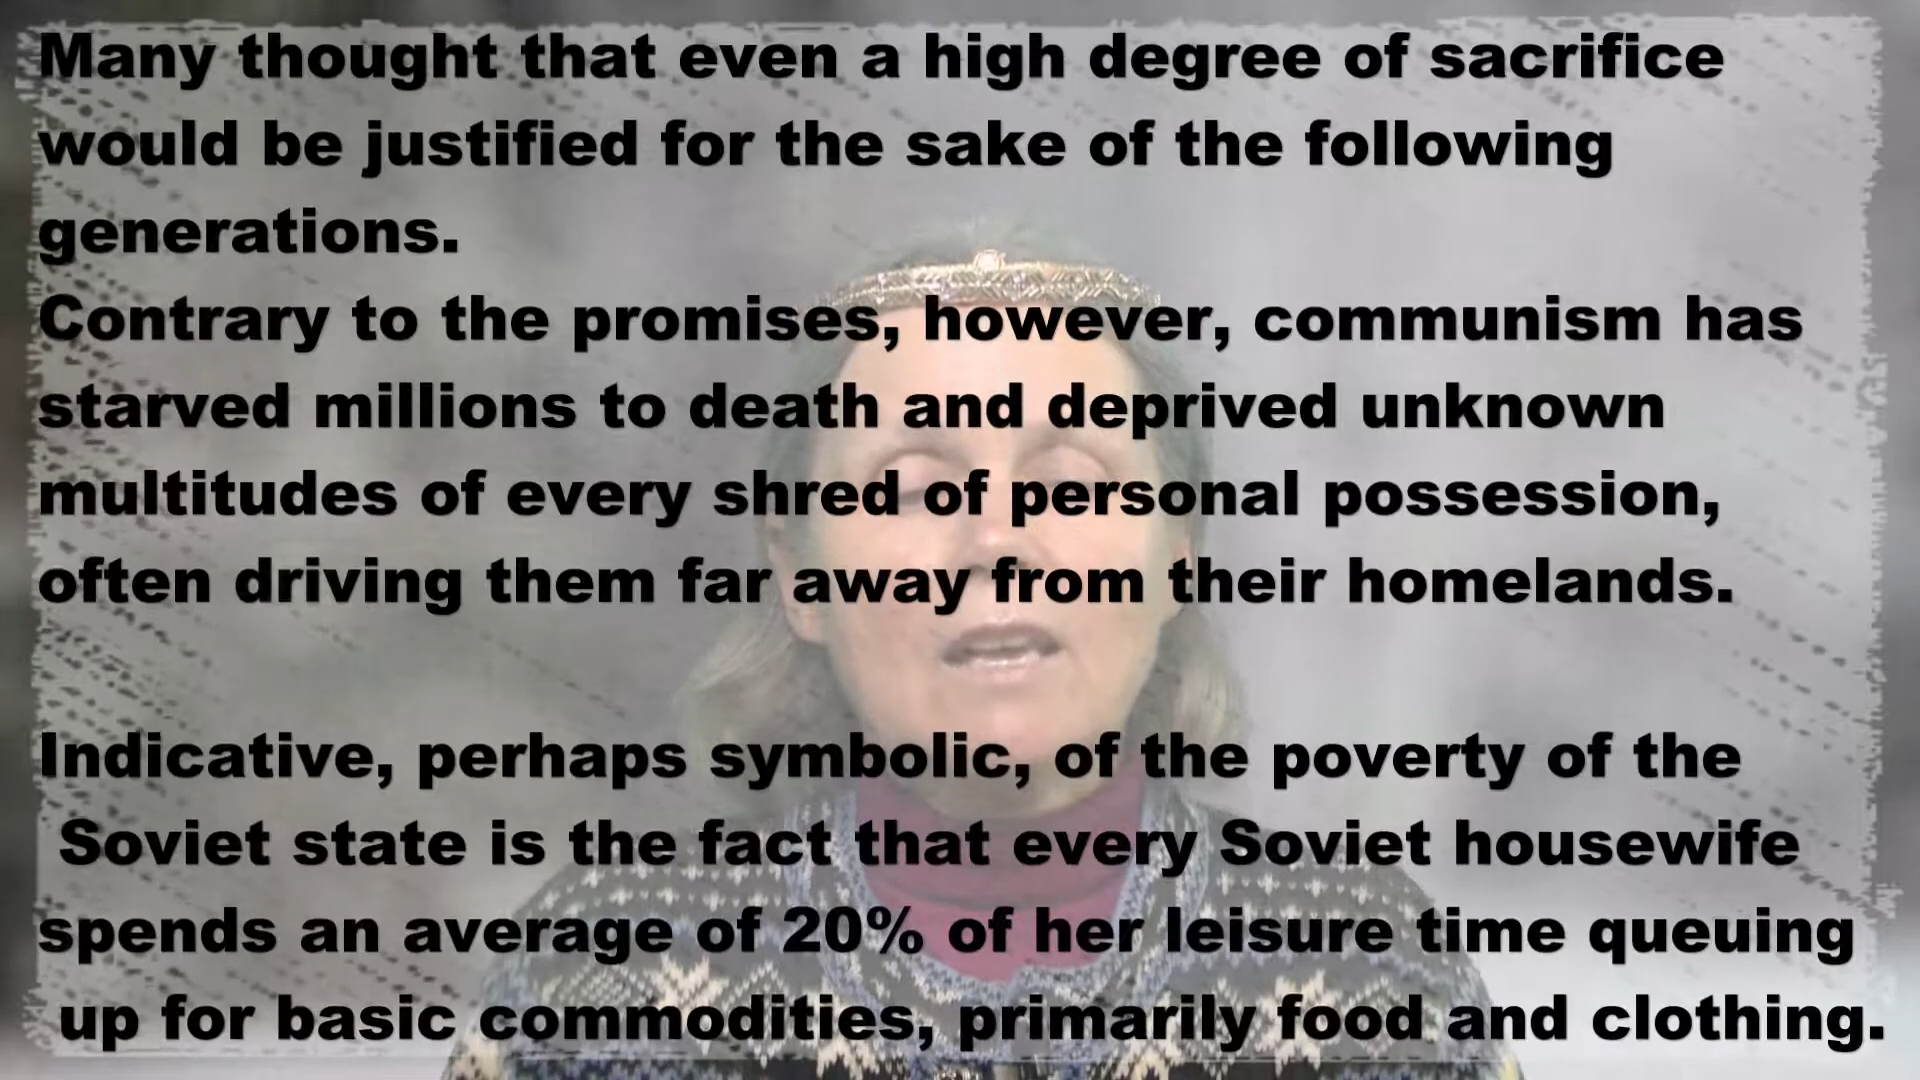 Many thought that even a high degree of sacrifice
would be justified for the sake of the following
generations.
Contrary to the promises, however, communism has
starved millions to death and deprived unknown
multitudes of every shred of personal possession,
often driving them far away from their homelands.
Indicative, perhaps symbolic, of the poverty of the
Soviet state is the fact that every Soviet housewife
spends an average of 20% of her leisure time queuing
up for basic commodities, primarily food and clothing.